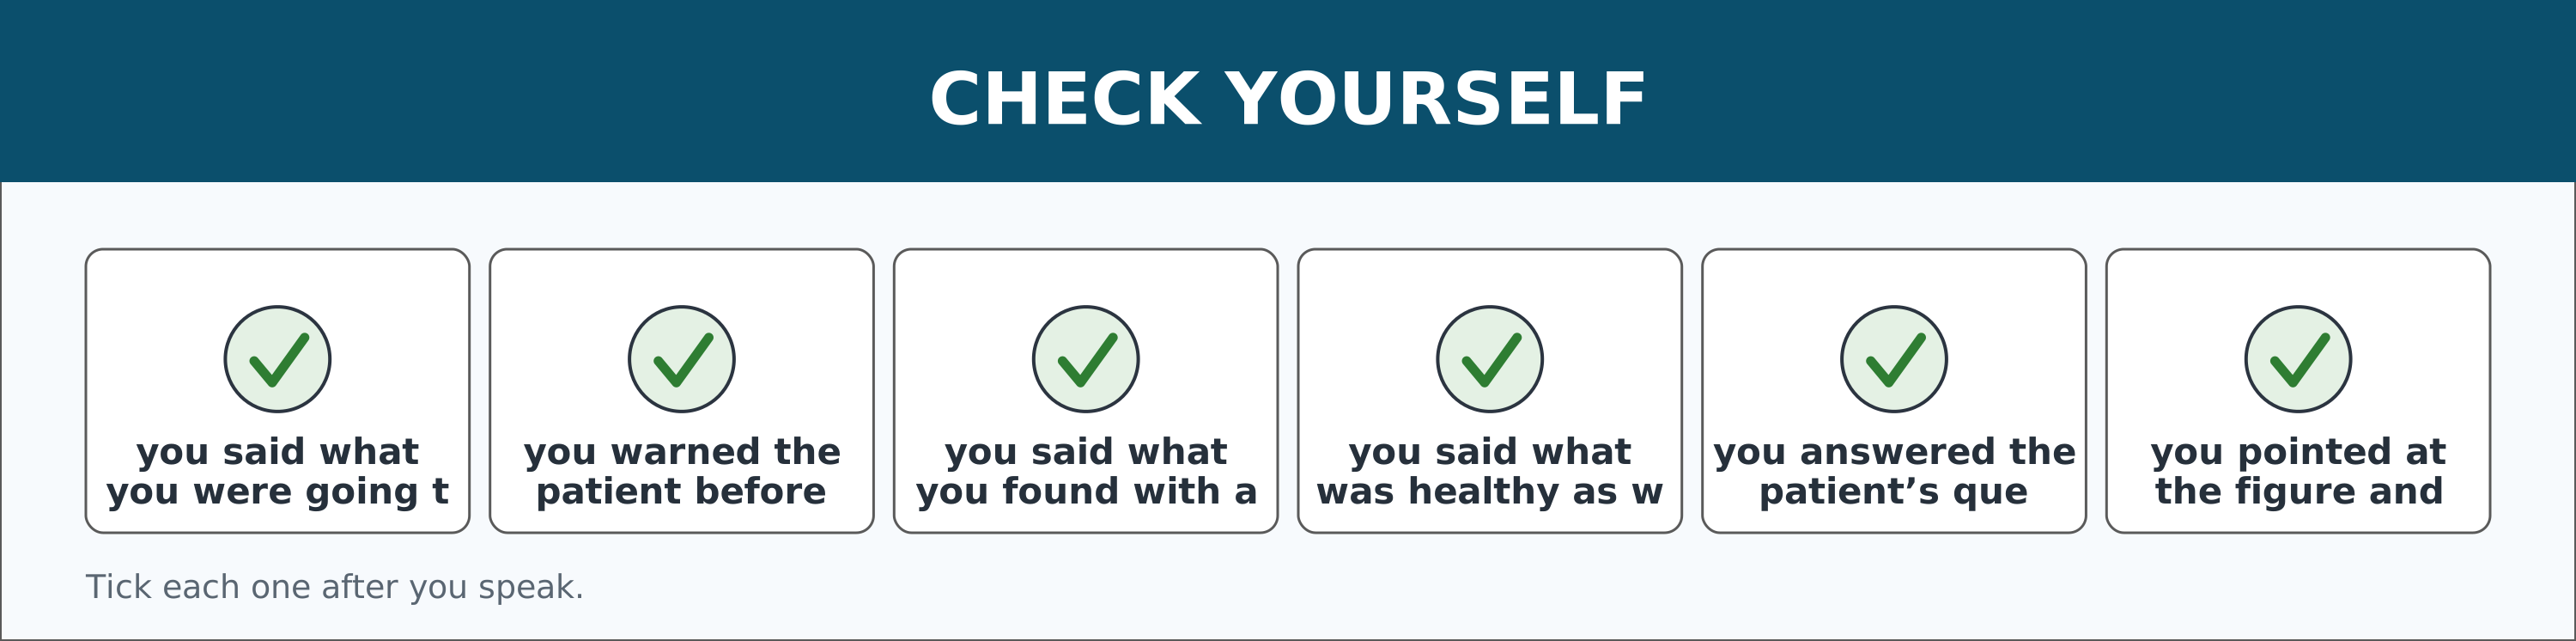 CHECK YOURSELF
you said what
you were going t
you warned the
patient before
you said what
you found with a
you said what
was healthy as w
you answered the
patient’s que
you pointed at
the figure and
Tick each one after you speak.